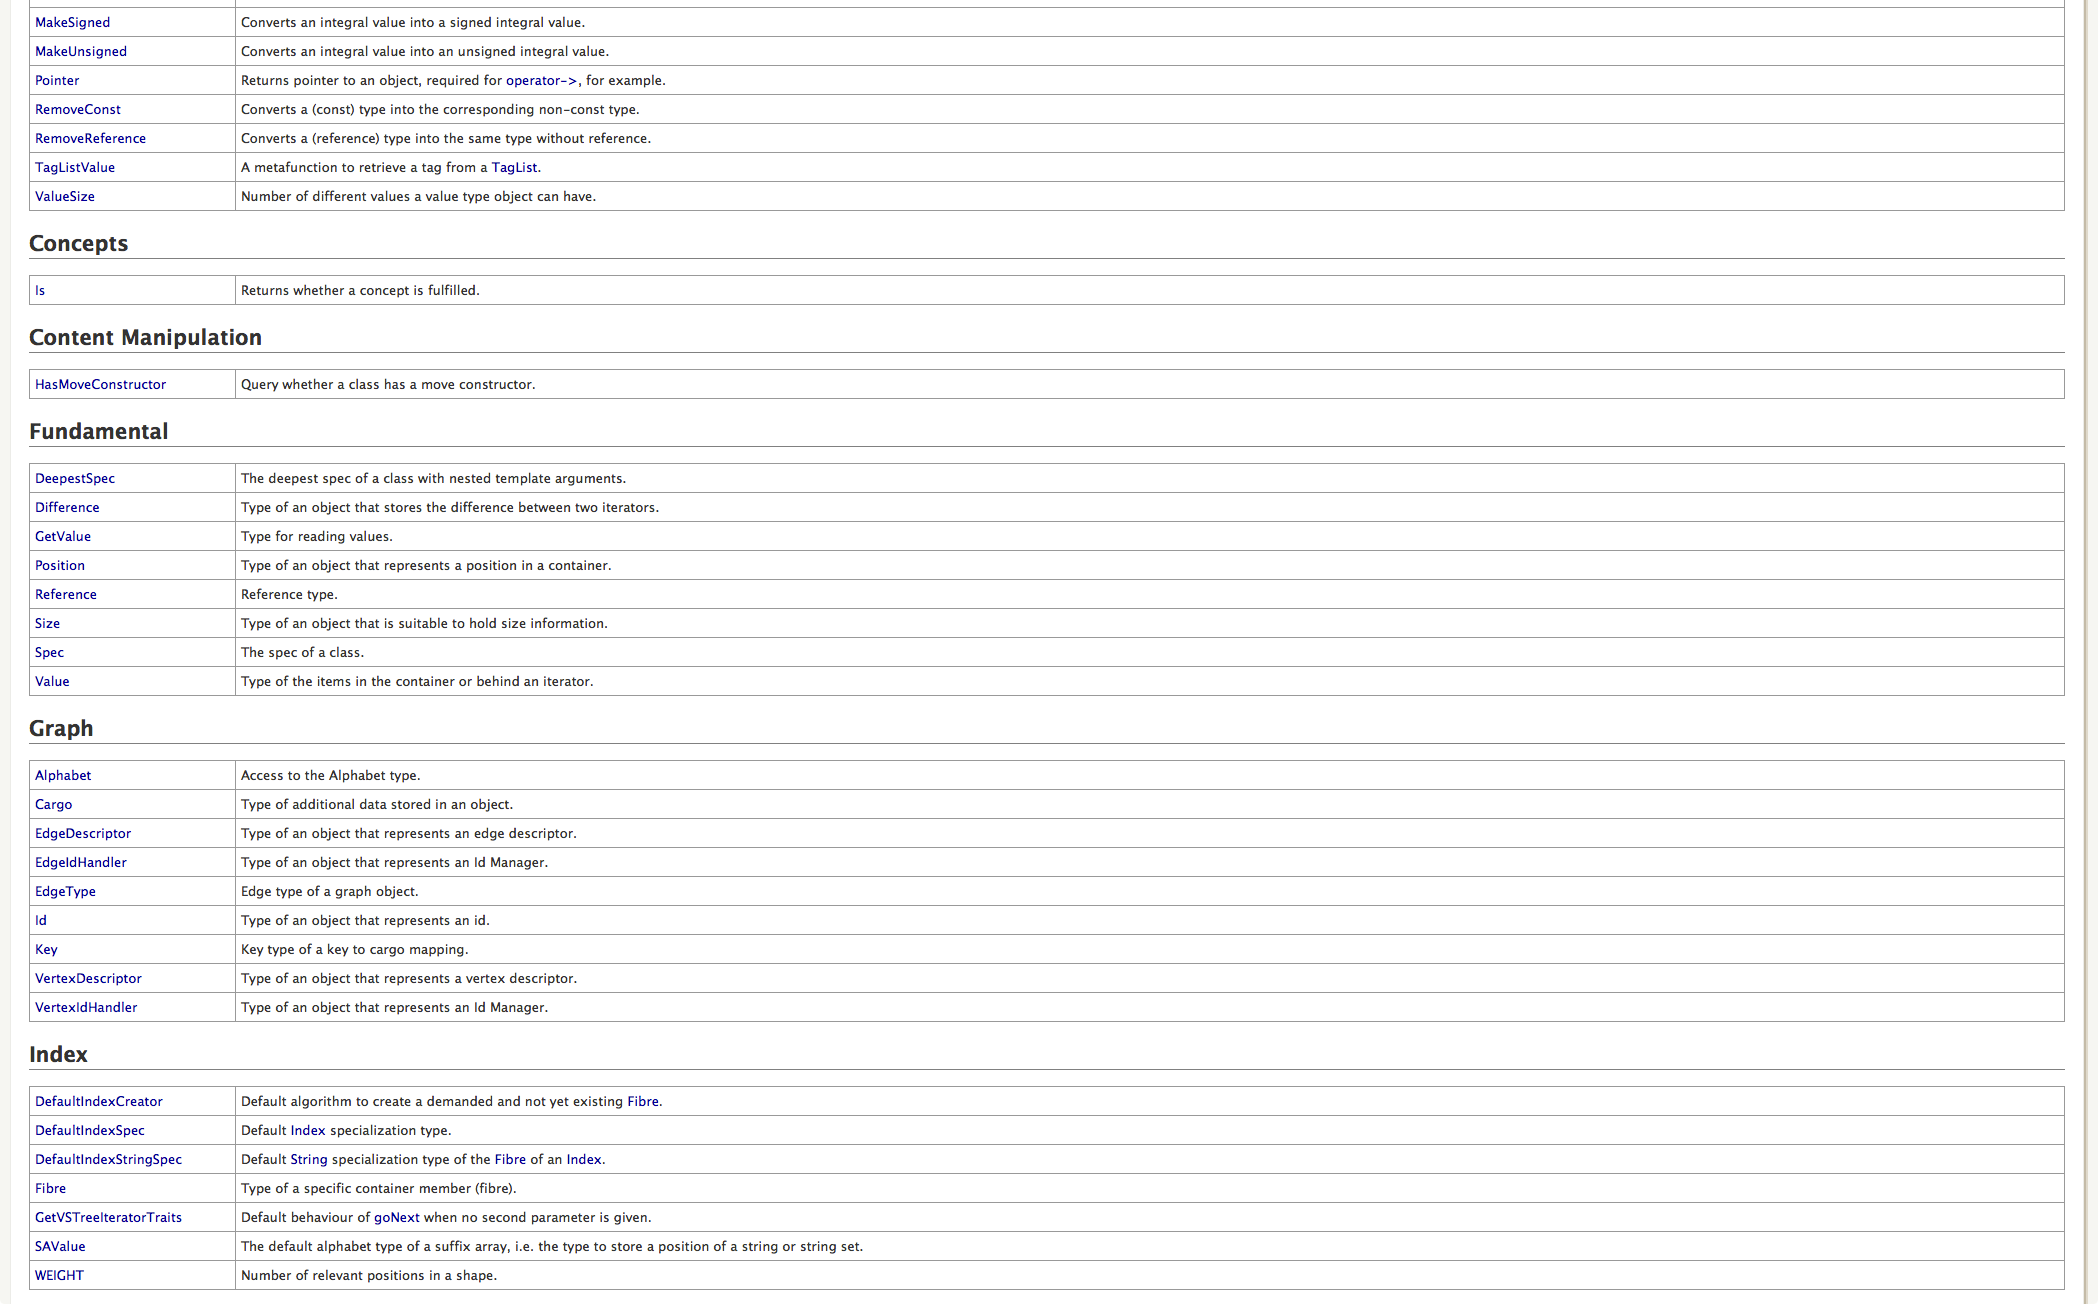 MakeSigned Converts an integral value into a signed integral value.
MakeUnsigned Converts an integral value into an unsigned integral value.
Pointer Returns pointer to an object, required for operator->, for example.
RemoveConst Converts a (const) type into the corresponding non-const type.
RemoveReference Converts a (reference) type into the same type without reference.
TagListValue A metafunction to retrieve a tag from a TagList.
ValueSize Number of different values a value type object can have.
Concepts
Is Returns whether a concept is fulfilled.
Content Manipulation
HasMoveConstructor Query whether a class has a move constructor.
Fundamental
DeepestSpec The deepest spec of a class with nested template arguments.
Difference Type of an object that stores the difference between two iterators.
GetValue Type for reading values.
Position Type of an object that represents a position in a container.
Reference Reference type.
Size Type of an object that is suitable to hold size information.
Spec The spec of a class.
Value Type of the items in the container or behind an iterator.
Graph
Alphabet Access to the Alphabet type.
Cargo Type of additional data stored in an object.
EdgeDescriptor Type of an object that represents an edge descriptor.
EdgeIdHandler Type of an object that represents an Id Manager.
EdgeType Edge type of a graph object.
Id Type of an object that represents an id.
Key Key type of a key to cargo mapping.
VertexDescriptor Type of an object that represents a vertex descriptor.
VertexIdHandler Type of an object that represents an Id Manager.
Index
DefaultIndexCreator Default algorithm to create a demanded and not yet existing Fibre.
DefaultIndexSpec Default Index specialization type.
DefaultIndexStringSpec Default String specialization type of the Fibre of an Index.
Fibre Type of a specific container member (fibre).
GetVSTreeIteratorTraits Default behaviour of goNext when no second parameter is given.
SAValue The default alphabet type of a suffix array, i.e. the type to store a position of a string or string set.
WEIGHT Number of relevant positions in a shape.